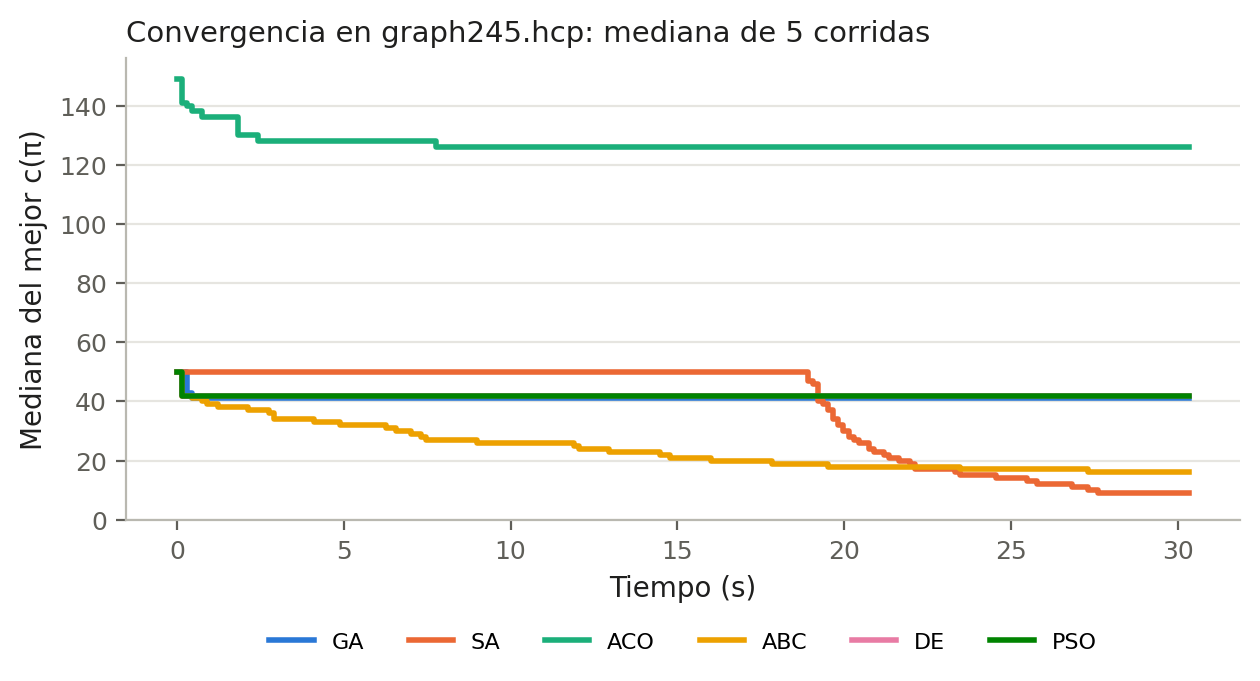 Convergencia en graph245.hcp: mediana de 5 corridas
Mediana del mejor c(π)
140
120
100
80
60
40
20
0
0 5 10 15 20 25 30
Tiempo (s)
GA SA ACO ABC DE PSO